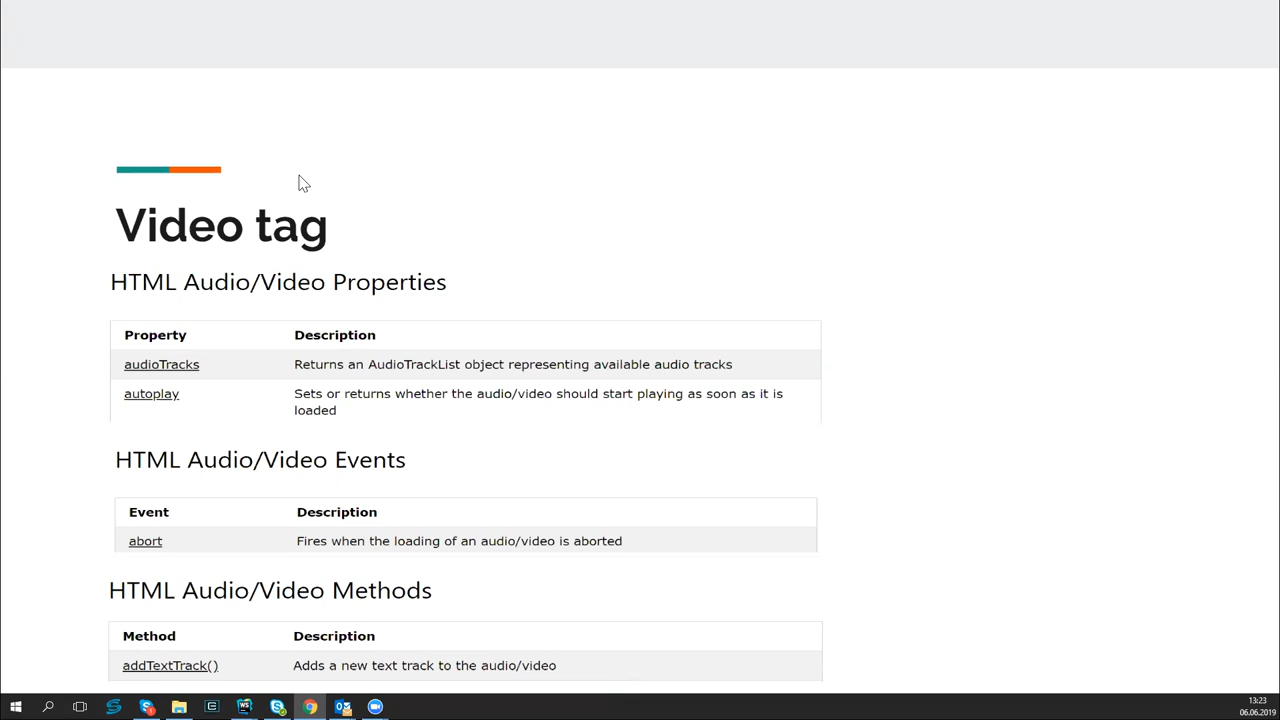 Video tag
HTML Audio/Video Properties
Property Description
audioTracks Returns an AudioTrackList object representing available audio tracks
autoplay Sets or returns whether the audio/video should start playing as soon as it is
loaded
HTML Audio/Video Events
Event Description
abort Fires when the loading of an audio/video is aborted
HTML Audio/Video Methods
Method Description
addTextTrack() Adds a new text track to the audio/video
13:23
06.06.2019